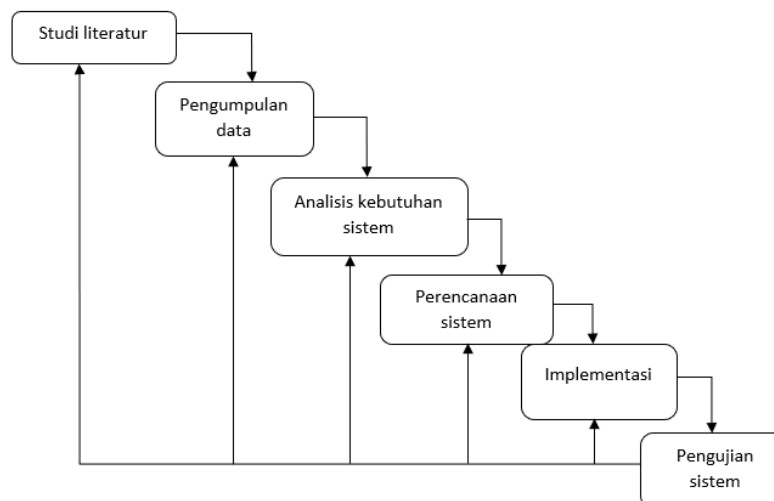 Studi literatur
Pengumpulan
data
Analisis kebutuhan
sistem
Perencanaan
sistem
Implementasi
Pengujian
sistem